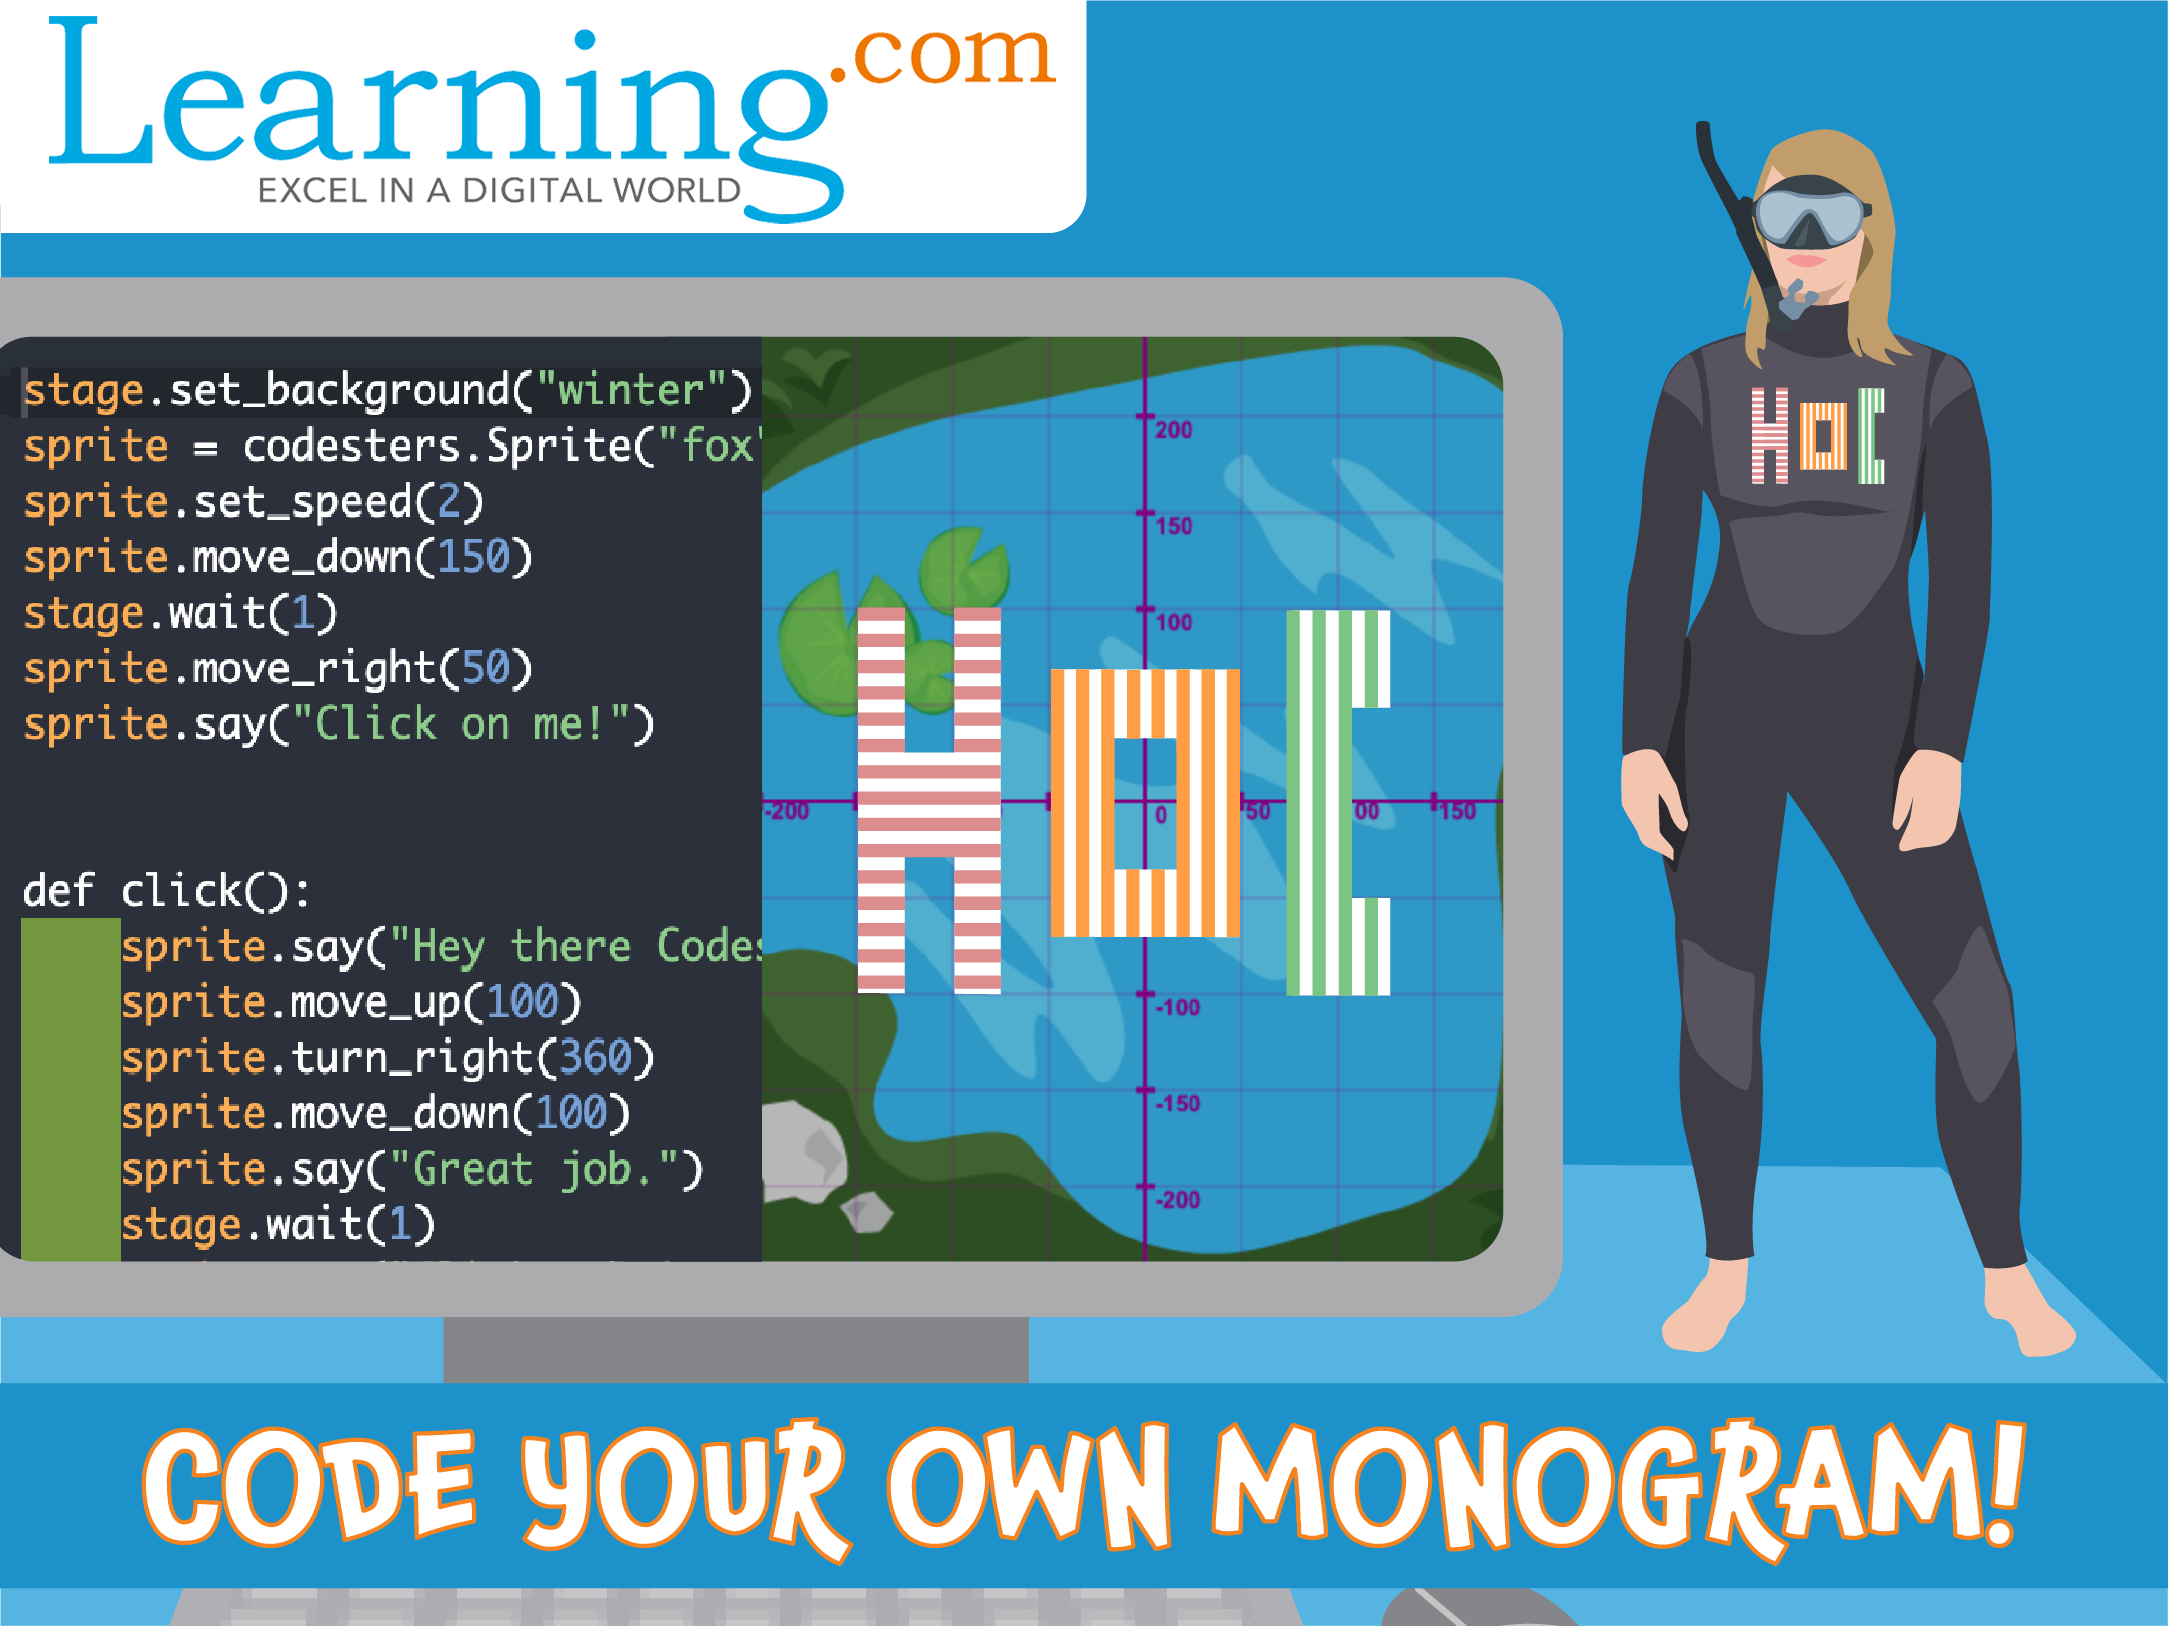 Learning.com
EXCEL IN A DIGITAL WORLD
stage.set_background("winter")
sprite = codesters.Sprite("fox"
sprite.set_speed(2)
sprite.move_down(150)
stage.wait(1)
sprite.move_right(50)
sprite.say("Click on me!")
def click():
sprite.say("Hey there Codes
sprite.move_up(100)
sprite.turn_right(360)
sprite.move_down(100)
sprite.say("Great job.")
stage.wait(1)
200
150
100
-200 0 50 00 150
-100
-150
-200
HOC
HOC
CODE YOUR OWN MONOGRAM!